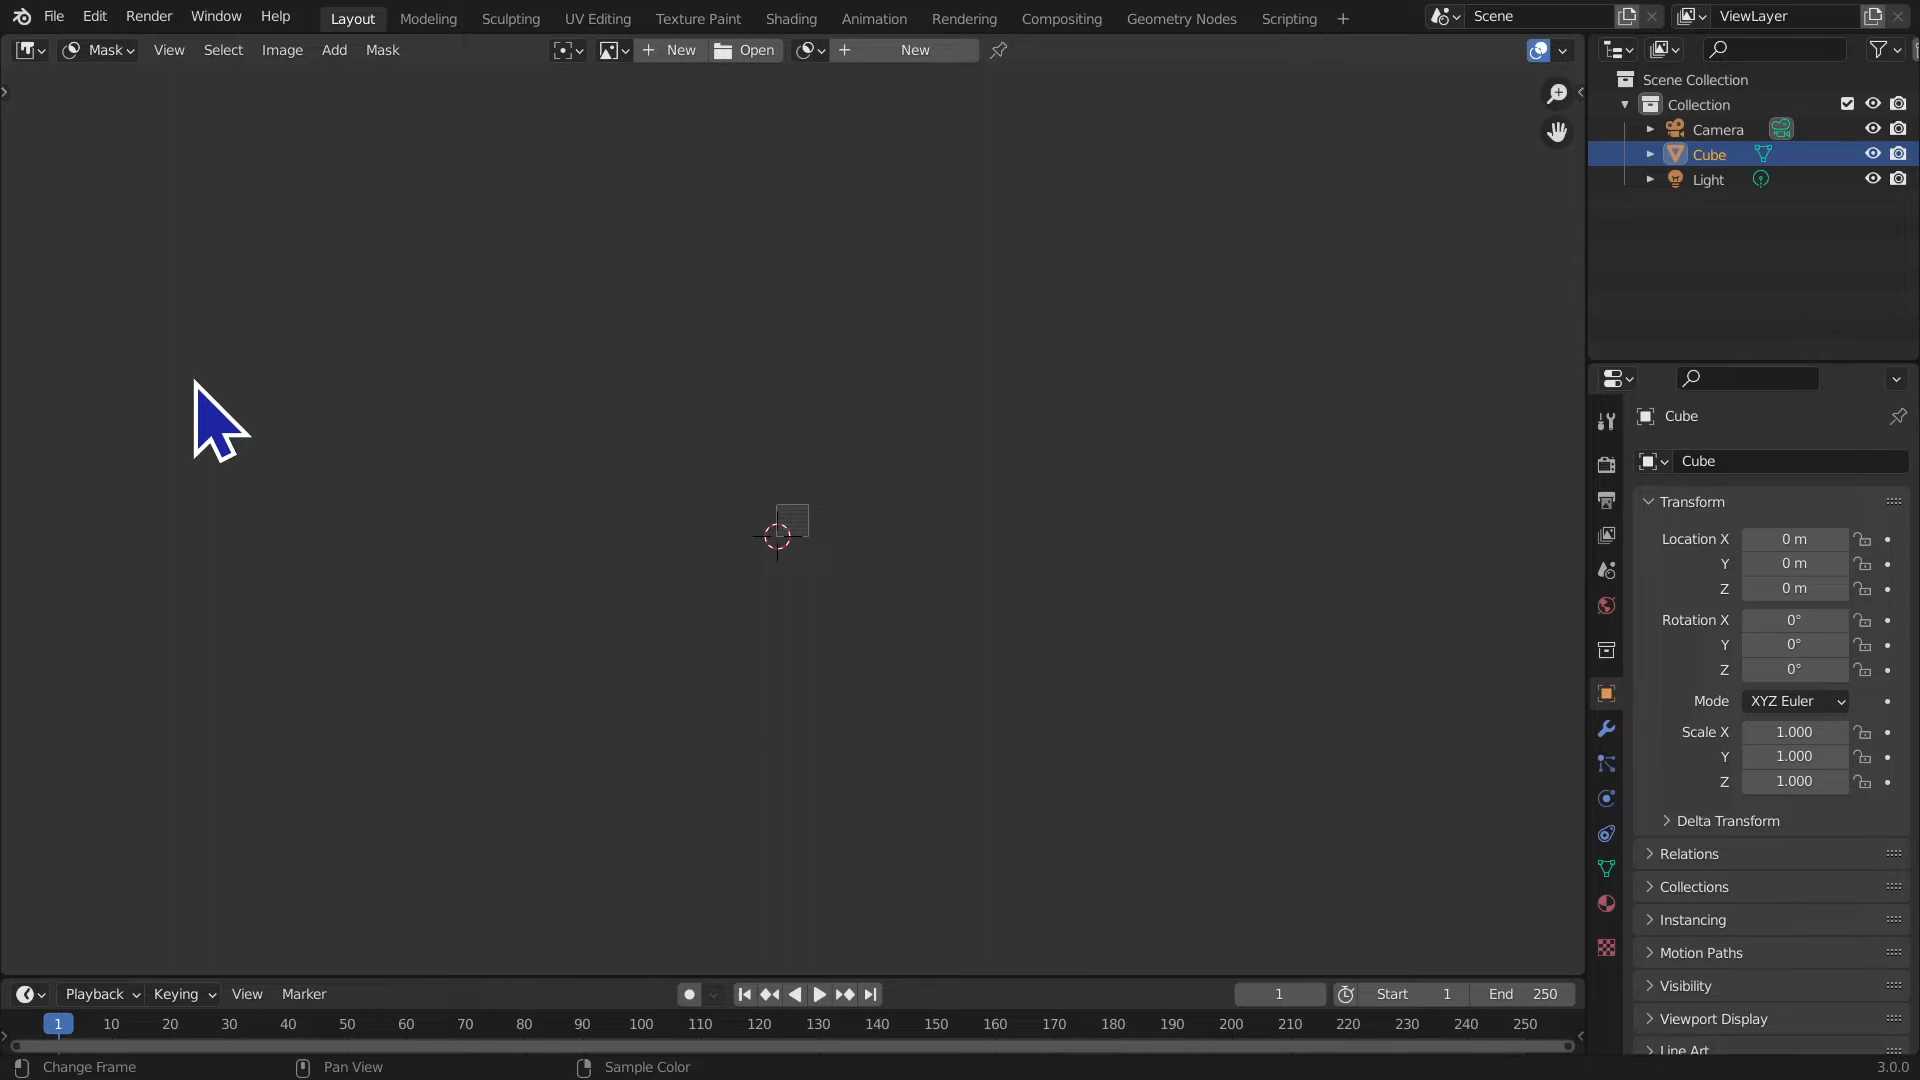 File Edit Render Window Help Layout Modeling Sculpting UV Editing Texture Paint Shading Animation Rendering Compositing Geometry Nodes Scripting Scene ViewLayer
Mask View Select Image Add Mask New Open New
Scene Collection
Collection
Camera
Cube
Light
Cube
Cube
Transform
Location X 0 m
Y 0 m
Z 0 m
Rotation X 0°
Y 0°
Z 0°
Mode XYZ Euler
Scale X 1.000
Y 1.000
Z 1.000
Delta Transform
Relations
Collections
Instancing
Motion Paths
Visibility
Viewport Display
Line Art
Playback Keying View Marker 1 Start 1 End 250
1 10 20 30 40 50 60 70 80 90 100 110 120 130 140 150 160 170 180 190 200 210 220 230 240 250
Change Frame Pan View Sample Color 3.0.0